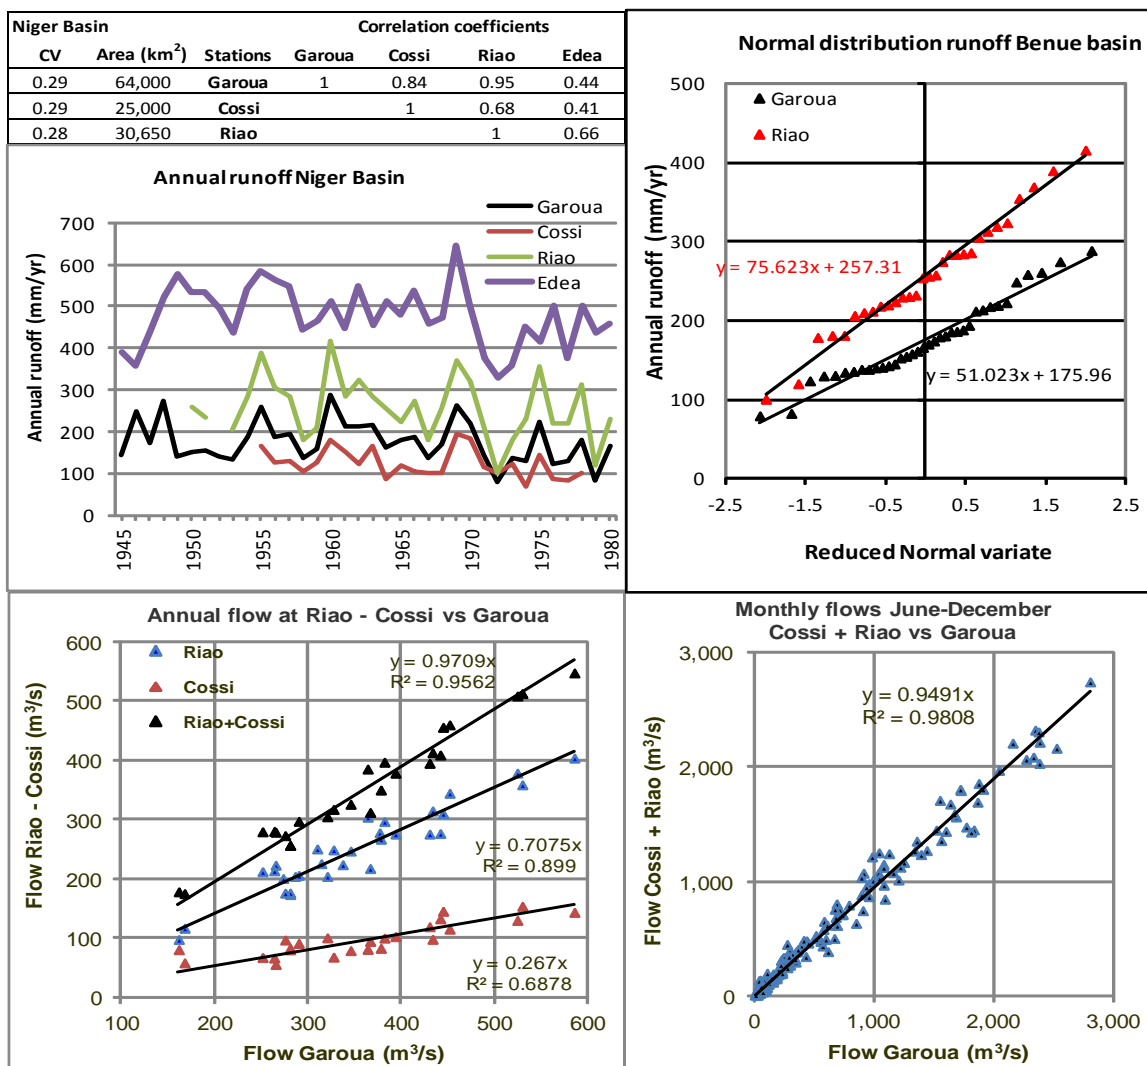 Niger Basin Correlation coefficients
CV Area (km²) Stations Garoua Cossi Riao Edea
0.29 64,000 Garoua 1 0.84 0.95 0.44
0.29 25,000 Cossi 1 0.68 0.41
0.28 30,650 Riao 1 0.66
Annual runoff Niger Basin
Garoua
Cossi
Riao
Edea
700
600
500
400
300
200
100
0
Annual runoff (mm/yr)
1945
1950
1955
1960
1965
1970
1975
1980
Normal distribution runoff Benue basin
Garoua
Riao
500
400
300
200
100
0
Annual runoff (mm/yr)
y = 75.623x + 257.31
y = 51.023x + 175.96
-2.5 -1.5 -0.5 0.5 1.5 2.5
Reduced Normal variate
Annual flow at Riao - Cossi vs Garoua
Riao
Cossi
Riao+Cossi
y = 0.9709x
R² = 0.9562
y = 0.7075x
R² = 0.899
y = 0.267x
R² = 0.6878
600
500
400
300
200
100
0
Flow Riao - Cossi (m³/s)
100 200 300 400 500 600
Flow Garoua (m³/s)
Monthly flows June-December
Cossi + Riao vs Garoua
y = 0.9491x
R² = 0.9808
3,000
2,000
1,000
0
Flow Cossi + Riao (m³/s)
0 1,000 2,000 3,000
Flow Garoua (m³/s)